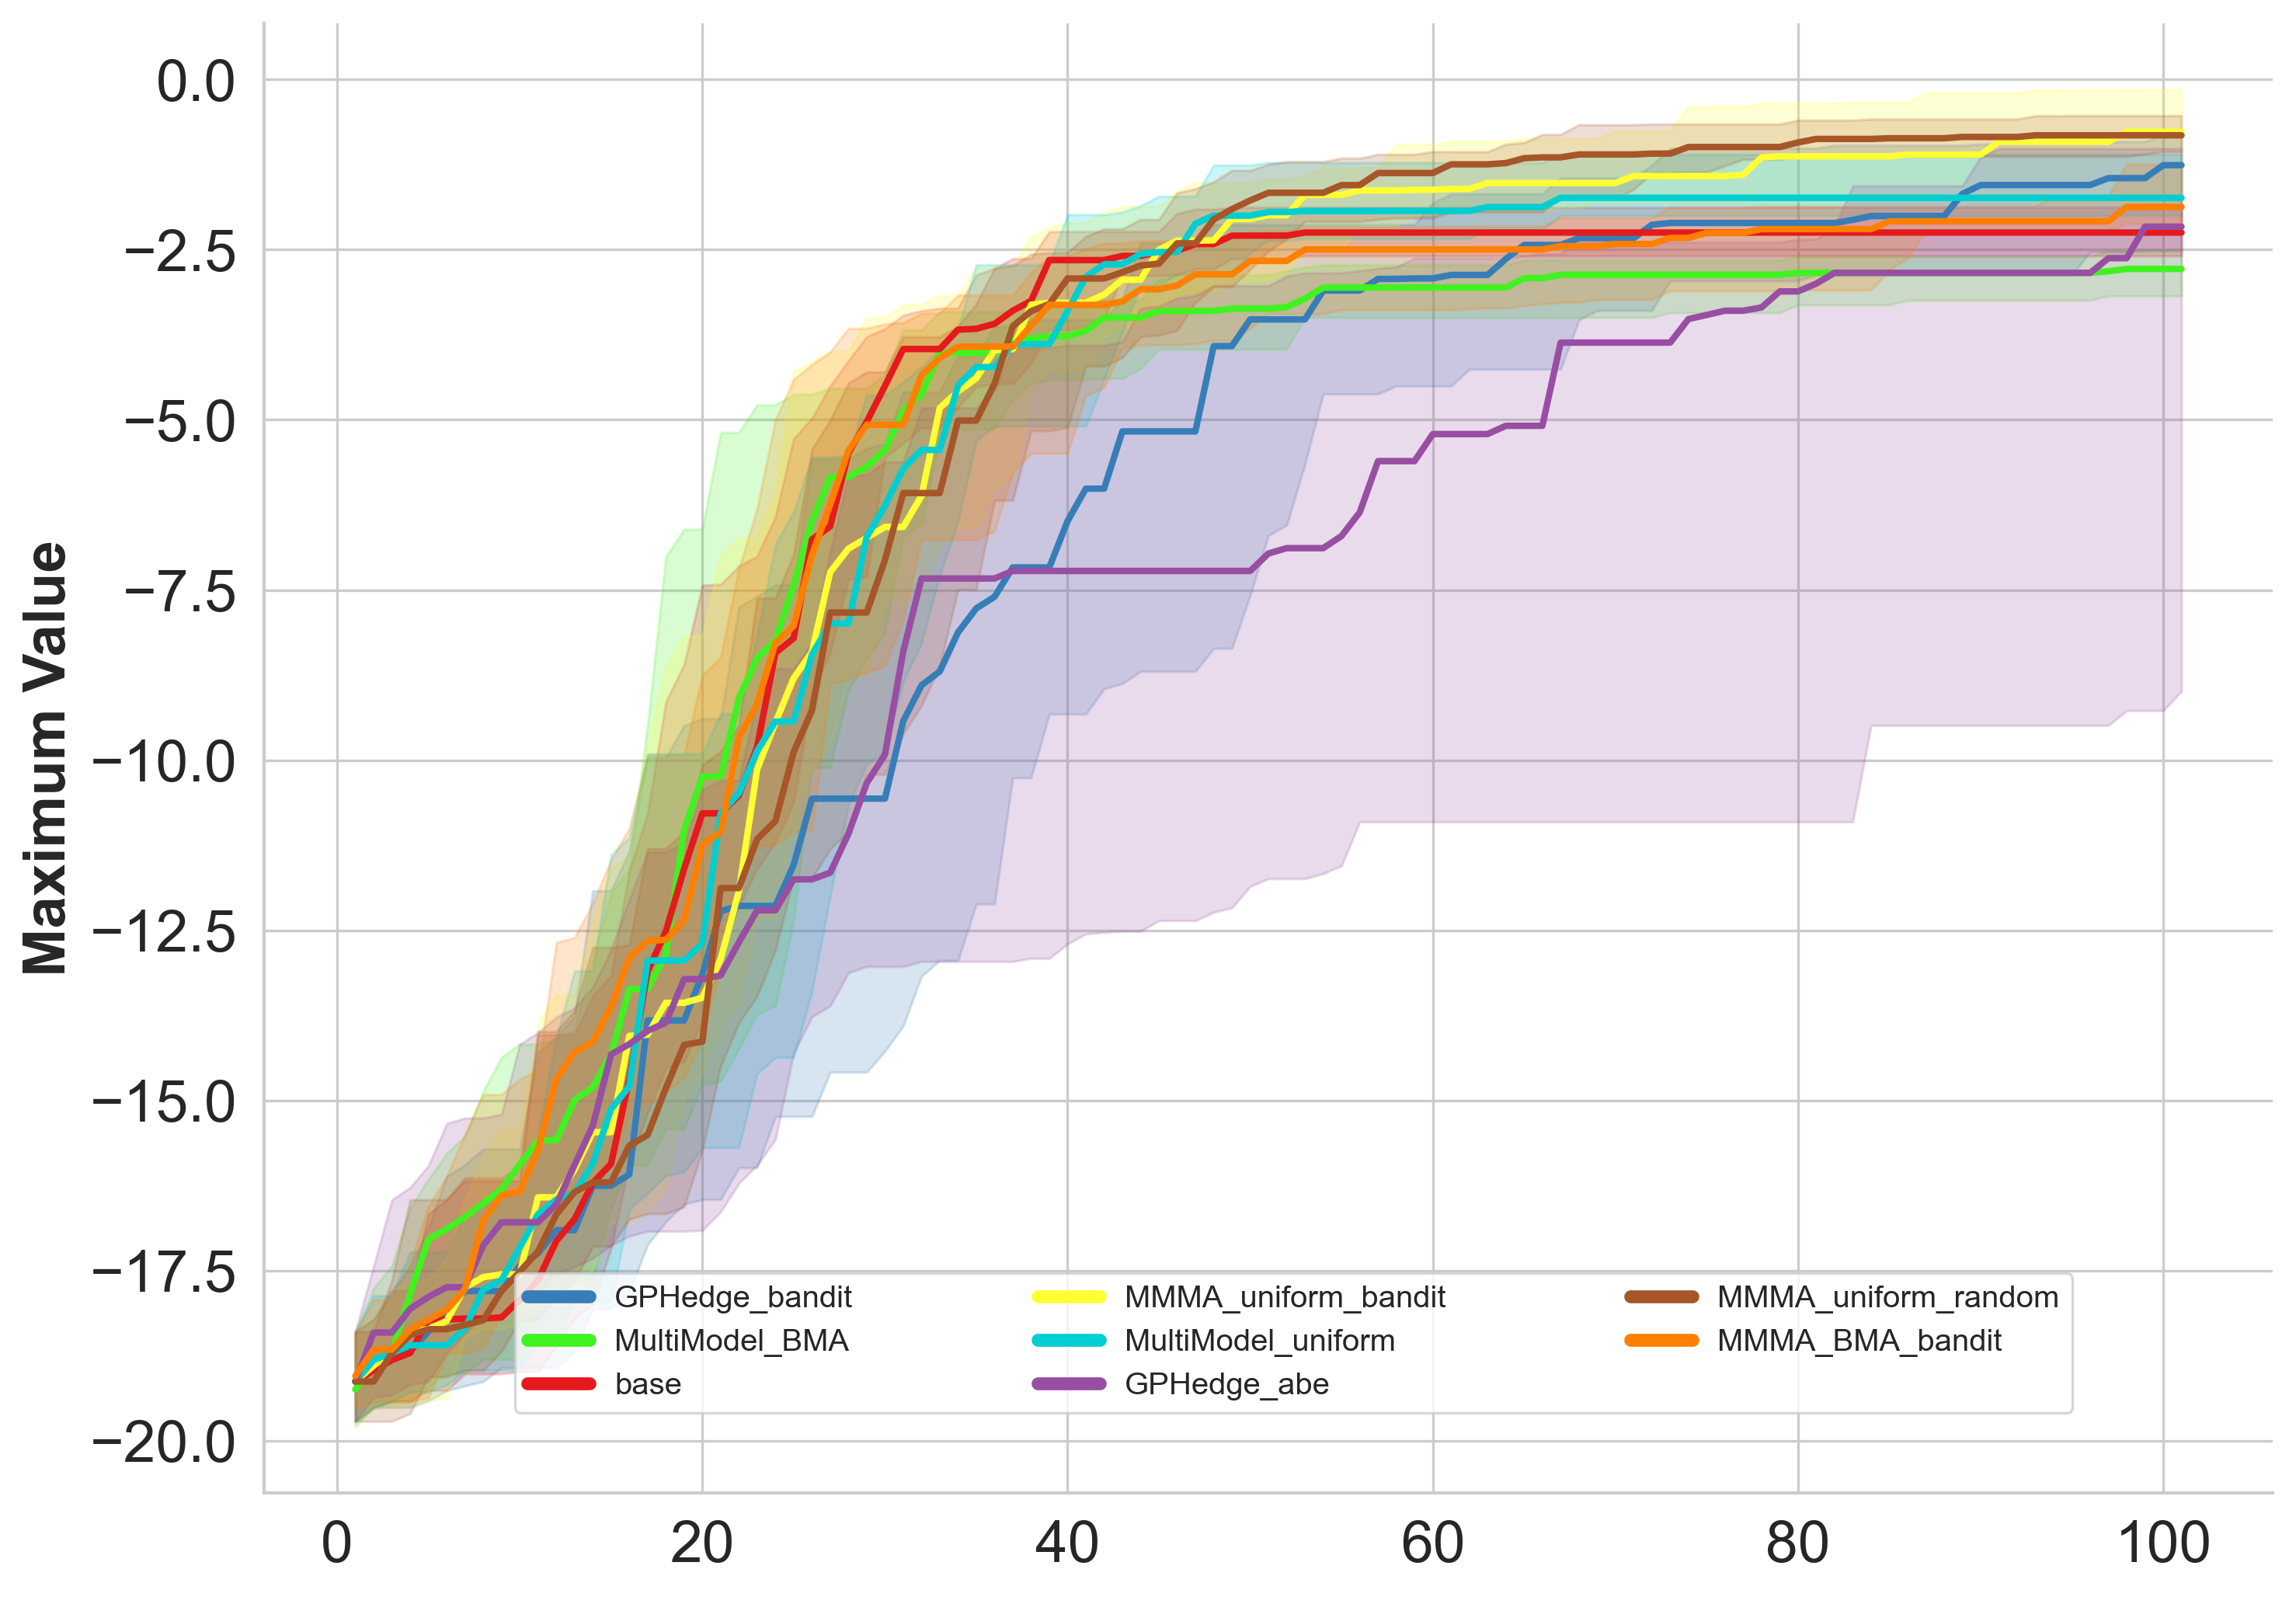 Maximum Value
0.0
−2.5
−5.0
−7.5
−10.0
−12.5
−15.0
−17.5
−20.0
GPHedge_bandit
MultiModel_BMA
base
MMMA_uniform_bandit
MultiModel_uniform
GPHedge_abe
MMMA_uniform_random
MMMA_BMA_bandit
0 20 40 60 80 100